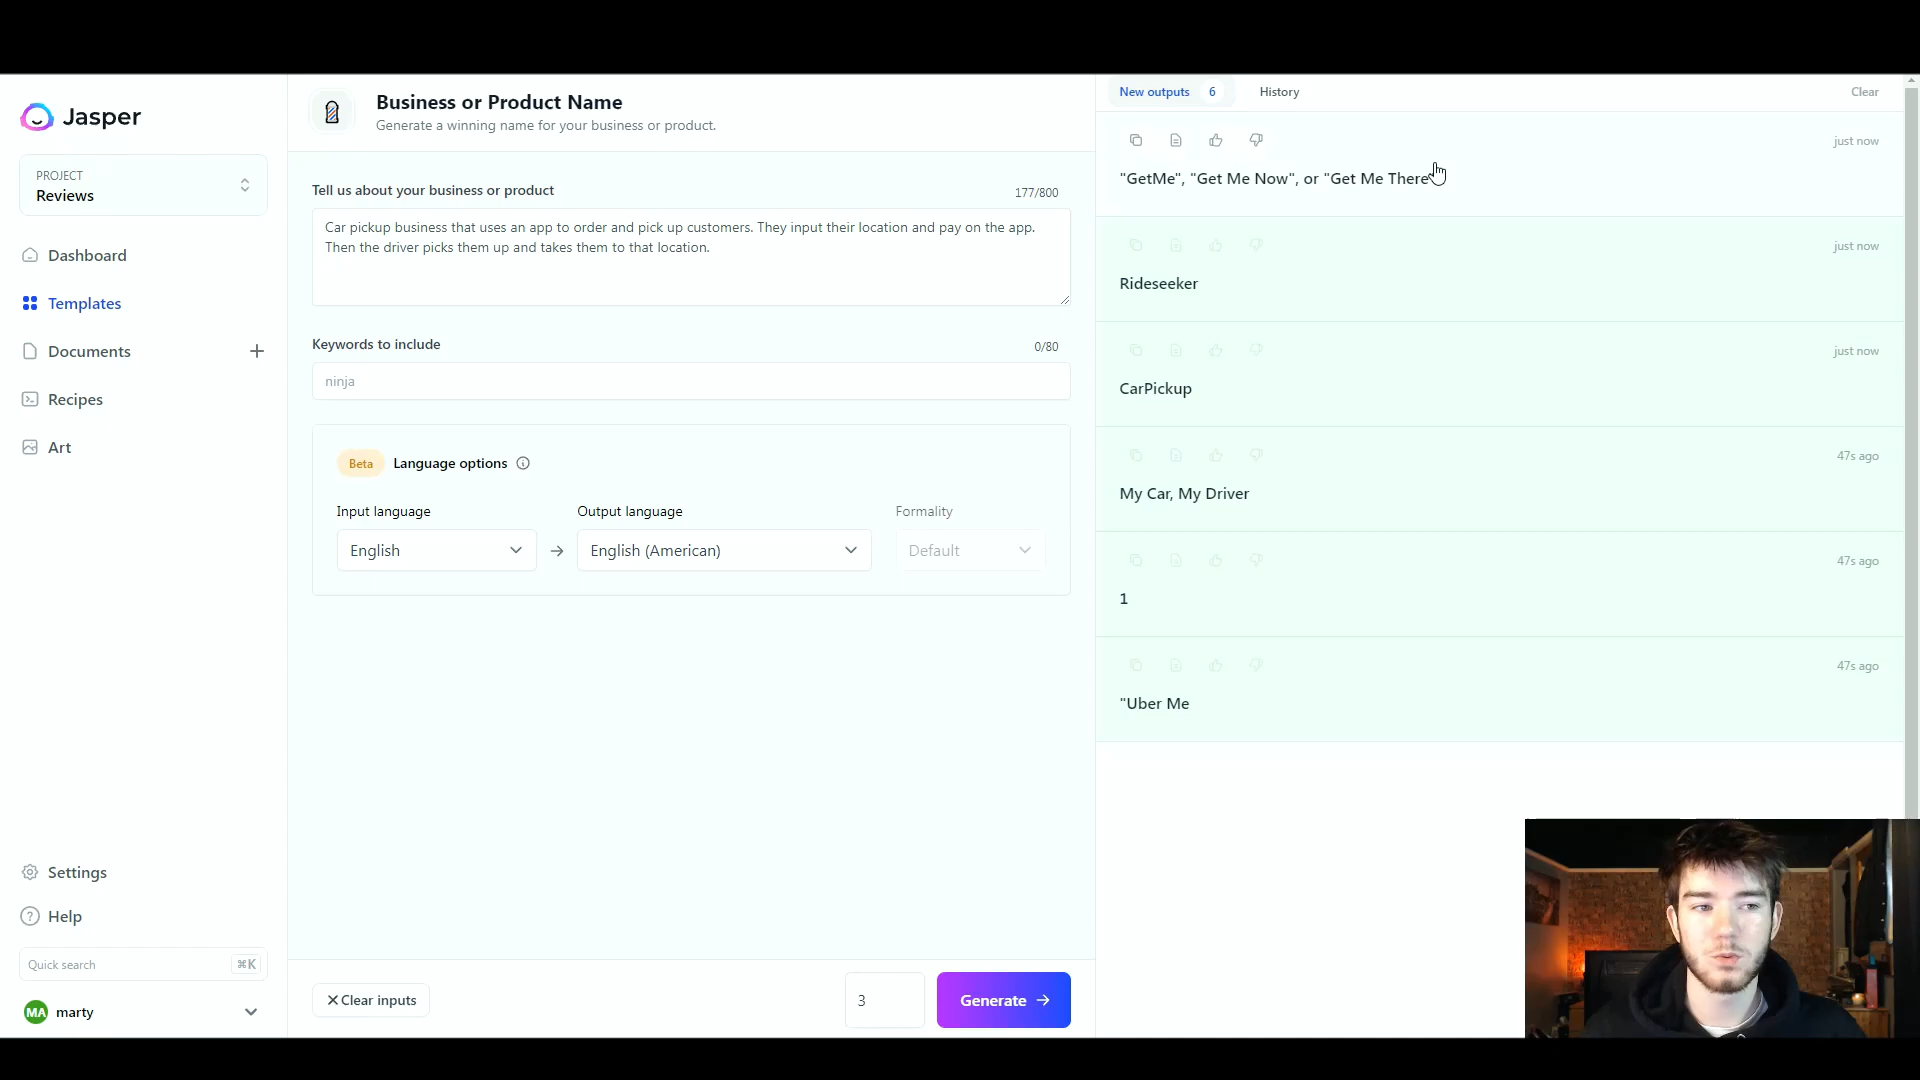 Jasper
PROJECT
Reviews
Dashboard
Templates
Documents
Recipes
Art
Settings
Help
Quick search
⌘K
MA
marty
Business or Product Name
Generate a winning name for your business or product.
Tell us about your business or product
177/800
Car pickup business that uses an app to order and pick up customers. They input their location and pay on the app.
Then the driver picks them up and takes them to that location.
Keywords to include
0/80
ninja
Beta
Language options
Input language
Output language
Formality
English
English (American)
Default
Clear inputs
3
Generate
New outputs
6
History
Clear
just now
"GetMe", "Get Me Now", or "Get Me There
just now
Rideseeker
just now
CarPickup
47s ago
My Car, My Driver
47s ago
1
47s ago
"Uber Me